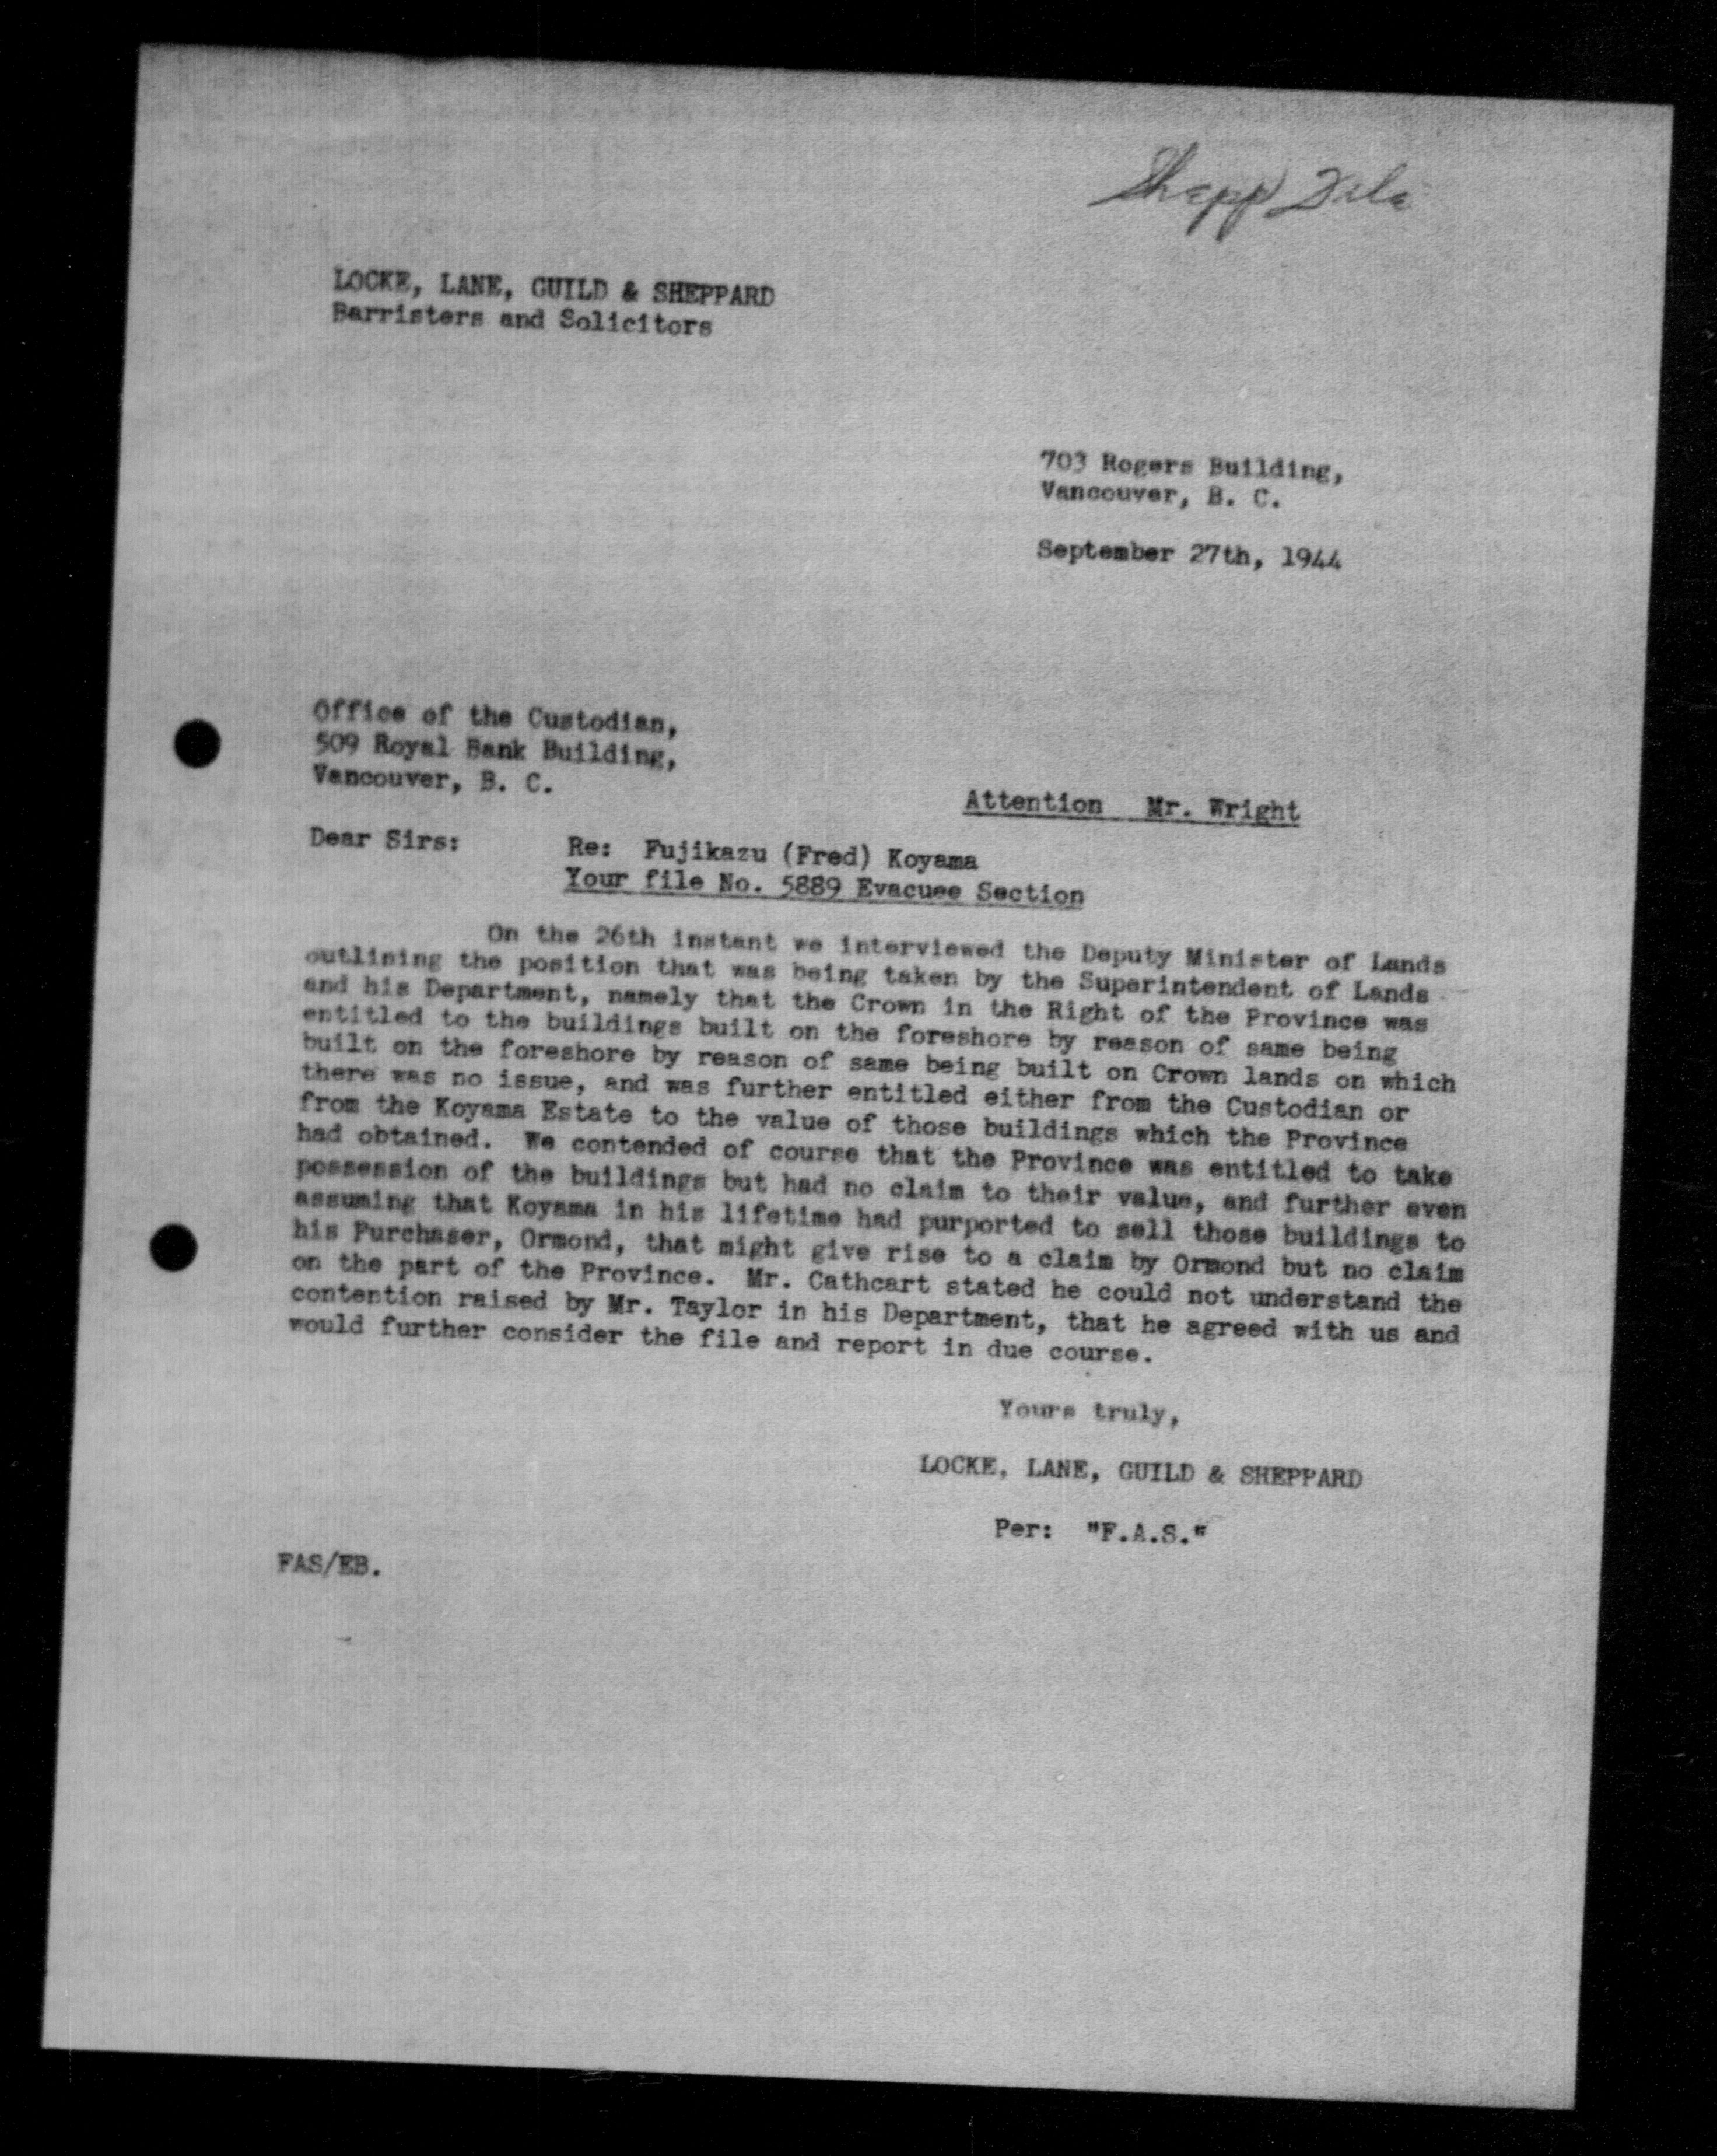 LOCKE, LANE, GUILD & SHEPPARD
Barristers and Solicitors
703 Rogers Building,
Vancouver, B. C.
September 27th, 1944
Office of the Custodian,
509 Royal Bank Building,
Vancouver, B. C.
Attention Mr. Wright
Dear Sirs:
Re: Fujikazu (Fred) Koyama
Your file No. 5889 Evacuee Section
On the 26th instant we interviewed the Deputy Minister of Lands
outlining the position that was being taken by the Superintendent of Lands
and his Department, namely that the Crown in the Right of the Province was
entitled to the buildings built on the foreshore by reason of same being
built on the foreshore by reason of same being built on Crown lands on which
there was no issue, and was further entitled either from the Custodian or
from the Koyama Estate to the value of those buildings which the Province
had obtained. We contended of course that the Province was entitled to take
possession of the buildings but had no claim to their value, and further even
assuming that Koyama in his lifetime had purported to sell those buildings to
his Purchaser, Ormond, that might give rise to a claim by Ormond but no claim
on the part of the Province. Mr. Cathcart stated he could not understand the
contention raised by Mr. Taylor in his Department, that he agreed with us and
would further consider the file and report in due course.
Yours truly,
LOCKE, LANE, GUILD & SHEPPARD
Per: "F.A.S."
FAS/EB.